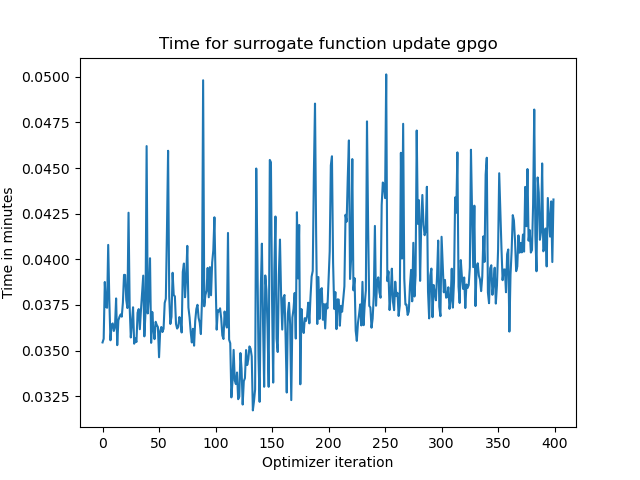 Time for surrogate function update gpgo
0.0500
0.0475
0.0450
0.0425
0.0400
0.0375
0.0350
0.0325
Time in minutes
0 50 100 150 200 250 300 350 400
Optimizer iteration